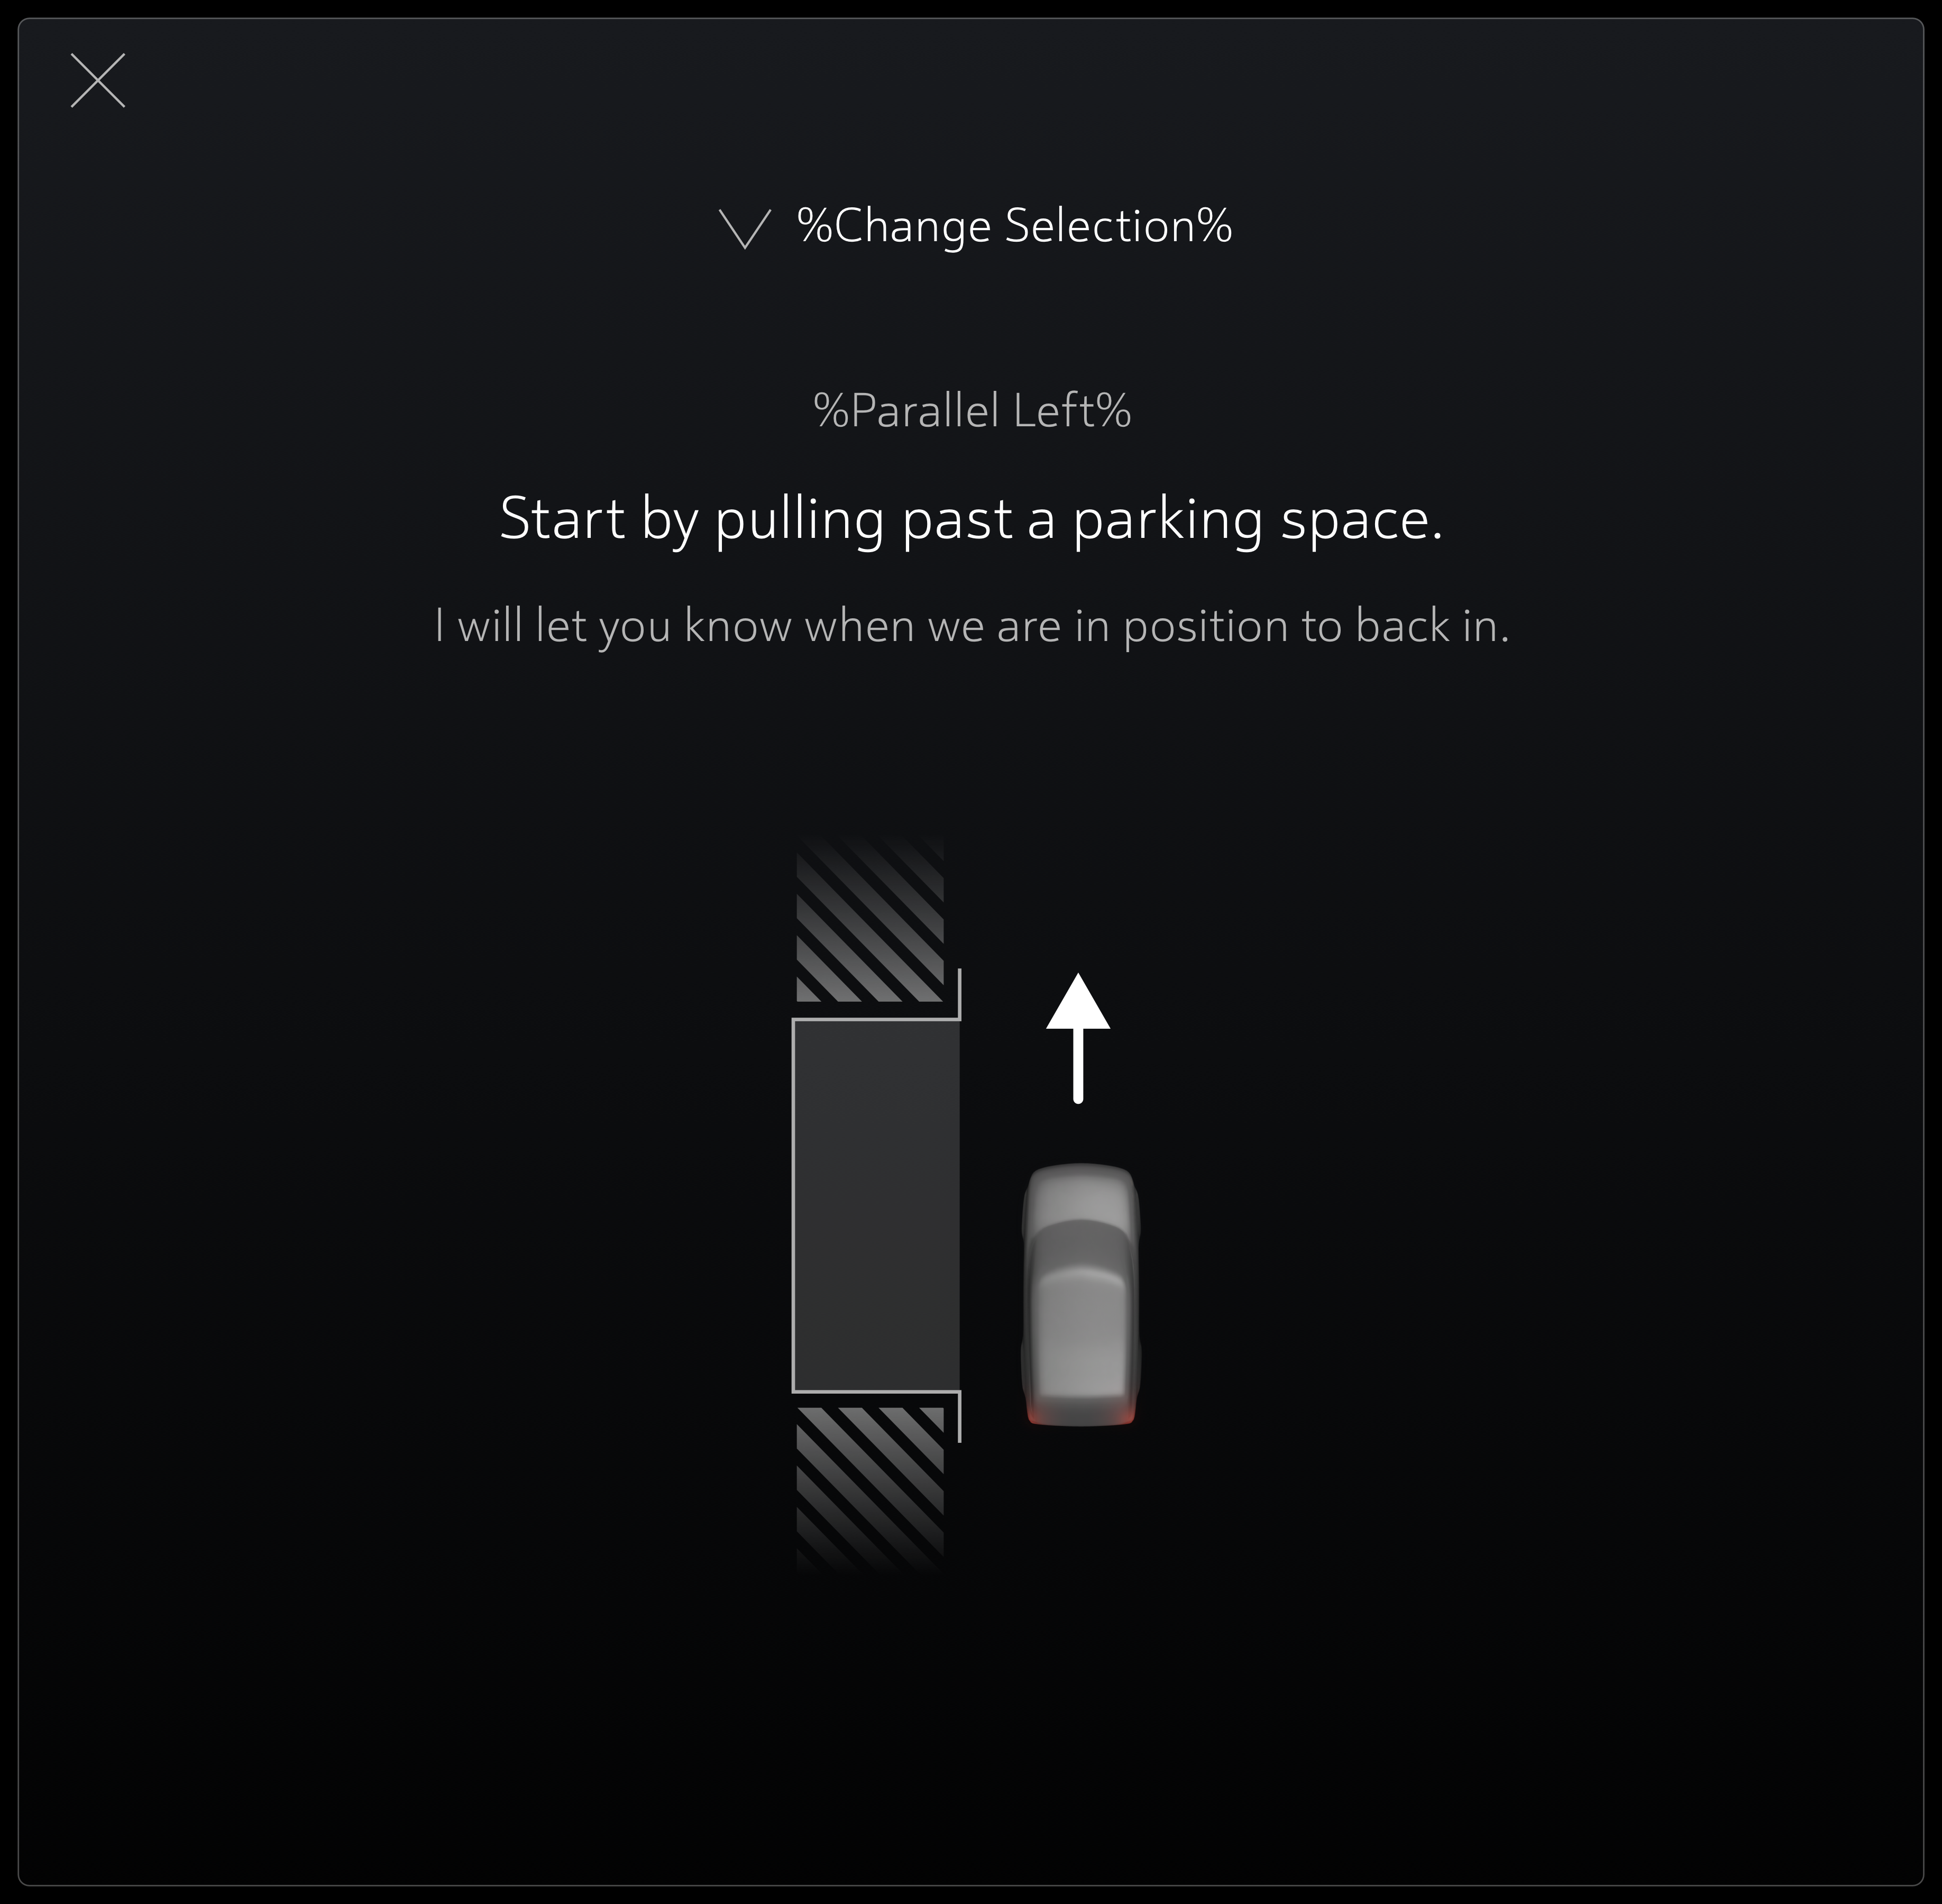 %Change Selection%
%Parallel Left%
Start by pulling past a parking space.
I will let you know when we are in position to back in.